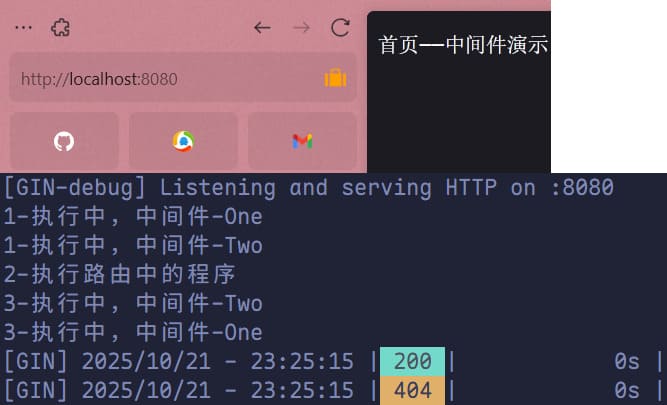 http://localhost:8080
首页——中间件演示
[GIN-debug] Listening and serving HTTP on :8080
1-执行中，中间件-One
1-执行中，中间件-Two
2-执行路由中的程序
3-执行中，中间件-Two
3-执行中，中间件-One
[GIN] 2025/10/21 - 23:25:15 | 200 | 0s |
[GIN] 2025/10/21 - 23:25:15 | 404 | 0s |